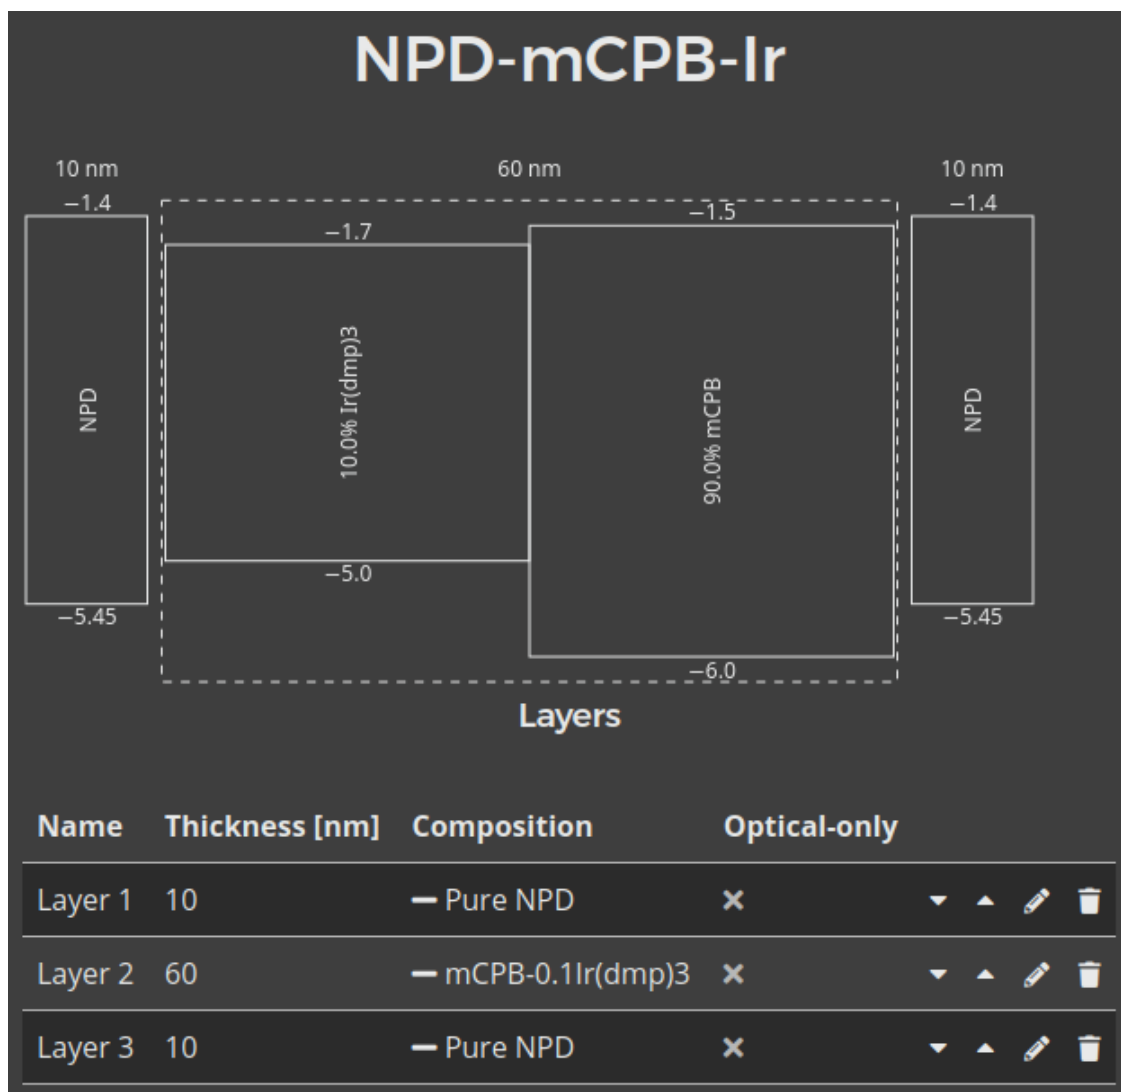 NPD-mCPB-Ir
10 nm 60 nm 10 nm
−1.4 −1.5 −1.4
−1.7
NPD 10.0% Ir(dmp)3 90.0% mCPB NPD
−5.0
−5.45 −5.45
−6.0
Layers
Name Thickness [nm] Composition Optical-only
Layer 1 10 Pure NPD
Layer 2 60 mCPB-0.1Ir(dmp)3
Layer 3 10 Pure NPD